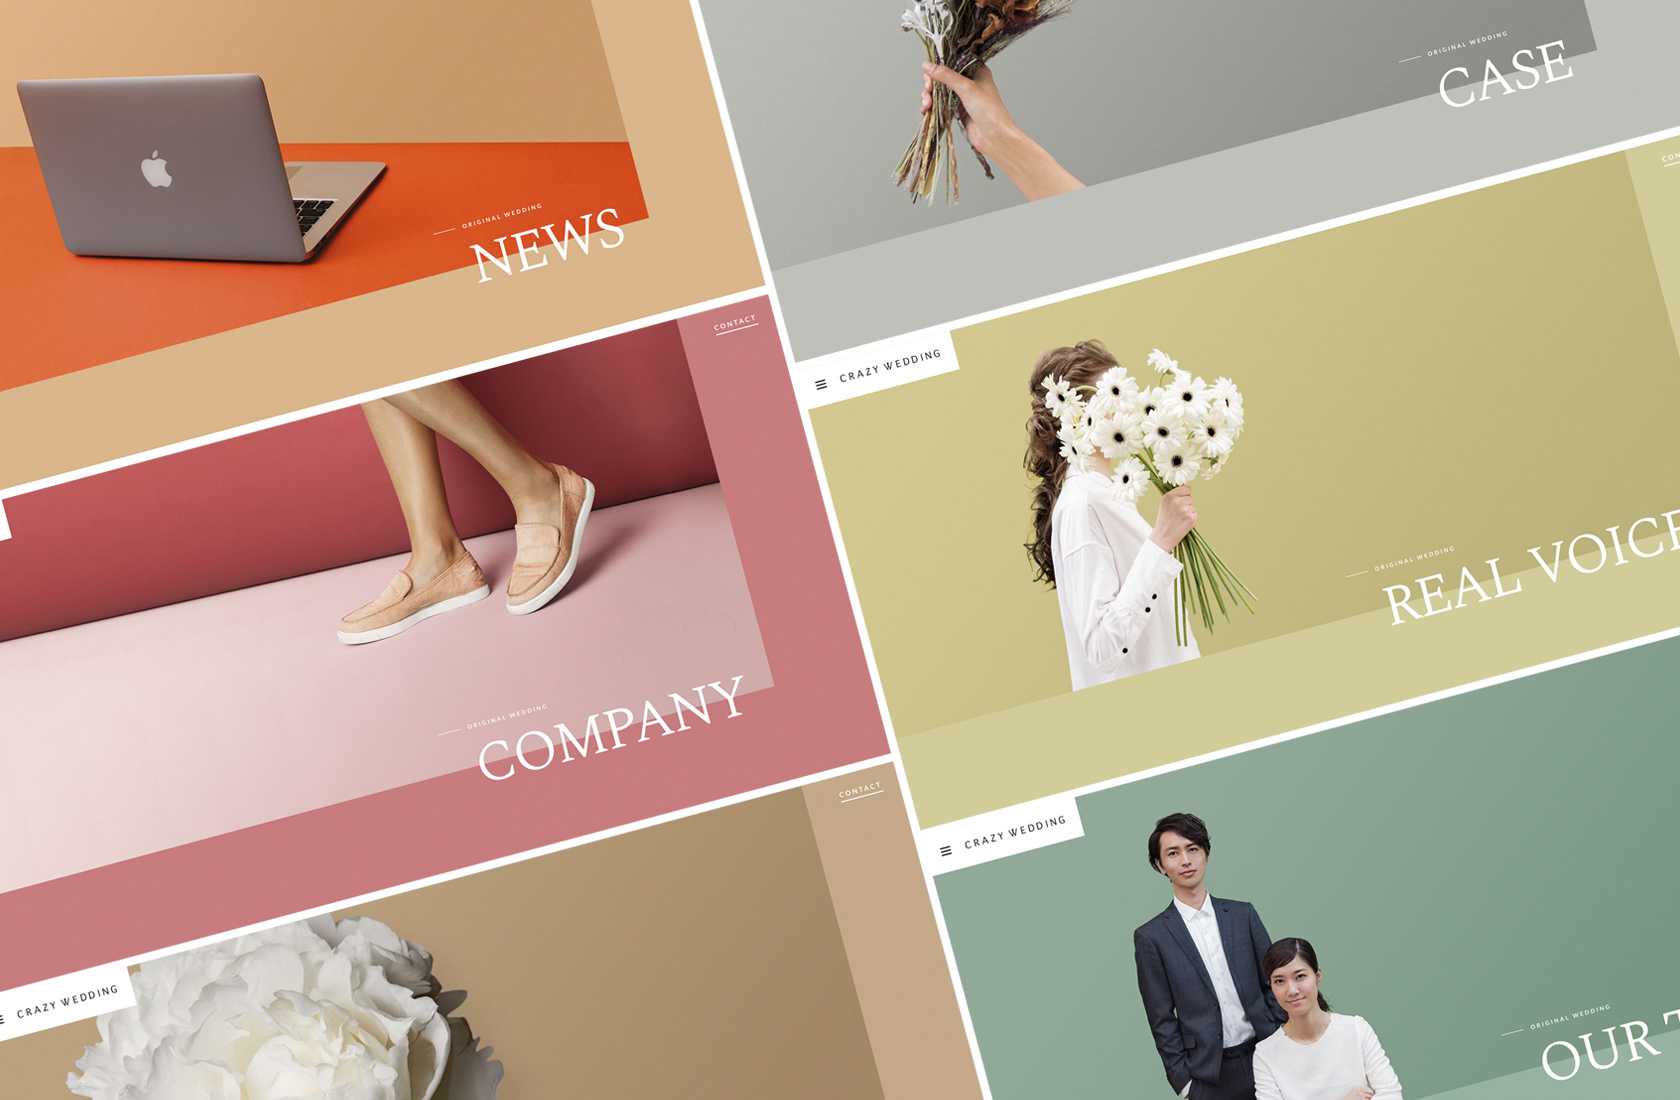 ORIGINAL WEDDING
NEWS
CONTACT
ORIGINAL WEDDING
COMPANY
CONTACT
CRAZY WEDDING
ORIGINAL WEDDING
CASE
CRAZY WEDDING
ORIGINAL WEDDING
REAL VOICE
CRAZY WEDDING
ORIGINAL WEDDING
OUR T